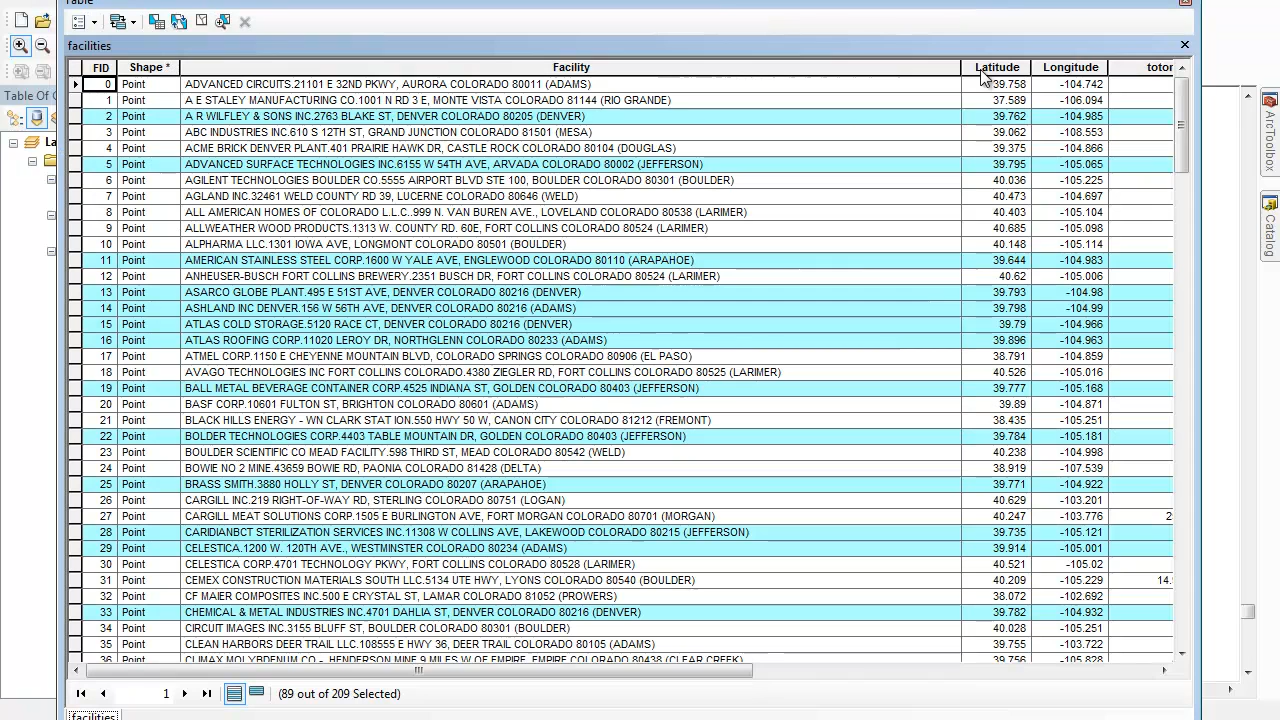 Table
facilities
FID Shape * Facility Latitude Longitude totor
0 Point ADVANCED CIRCUITS.21101 E 32ND PKWY, AURORA COLORADO 80011 (ADAMS) 39.758 -104.742
1 Point A E STALEY MANUFACTURING CO.1001 N RD 3 E, MONTE VISTA COLORADO 81144 (RIO GRANDE) 37.589 -106.094
2 Point A R WILFLEY & SONS INC.2763 BLAKE ST, DENVER COLORADO 80205 (DENVER) 39.762 -104.985
3 Point ABC INDUSTRIES INC.610 S 12TH ST, GRAND JUNCTION COLORADO 81501 (MESA) 39.062 -108.553
4 Point ACME BRICK DENVER PLANT.401 PRAIRIE HAWK DR, CASTLE ROCK COLORADO 80104 (DOUGLAS) 39.375 -104.866
5 Point ADVANCED SURFACE TECHNOLOGIES INC.6155 W 54TH AVE, ARVADA COLORADO 80002 (JEFFERSON) 39.795 -105.065
6 Point AGILENT TECHNOLOGIES BOULDER CO.5555 AIRPORT BLVD STE 100, BOULDER COLORADO 80301 (BOULDER) 40.036 -105.225
7 Point AGLAND INC.32461 WELD COUNTY RD 39, LUCERNE COLORADO 80646 (WELD) 40.473 -104.697
8 Point ALL AMERICAN HOMES OF COLORADO L.L.C..999 N. VAN BUREN AVE., LOVELAND COLORADO 80538 (LARIMER) 40.403 -105.104
9 Point ALLWEATHER WOOD PRODUCTS.1313 W. COUNTY RD. 60E, FORT COLLINS COLORADO 80524 (LARIMER) 40.685 -105.098
10 Point ALPHARMA LLC.1301 IOWA AVE, LONGMONT COLORADO 80501 (BOULDER) 40.148 -105.114
11 Point AMERICAN STAINLESS STEEL CORP.1600 W YALE AVE, ENGLEWOOD COLORADO 80110 (ARAPAHOE) 39.644 -104.983
12 Point ANHEUSER-BUSCH FORT COLLINS BREWERY.2351 BUSCH DR, FORT COLLINS COLORADO 80524 (LARIMER) 40.62 -105.006
13 Point ASARCO GLOBE PLANT.495 E 51ST AVE, DENVER COLORADO 80216 (DENVER) 39.793 -104.98
14 Point ASHLAND INC DENVER.156 W 56TH AVE, DENVER COLORADO 80216 (ADAMS) 39.798 -104.99
15 Point ATLAS COLD STORAGE.5120 RACE CT, DENVER COLORADO 80216 (DENVER) 39.79 -104.966
16 Point ATLAS ROOFING CORP.11020 LEROY DR, NORTHGLENN COLORADO 80233 (ADAMS) 39.896 -104.963
17 Point ATMEL CORP.1150 E CHEYENNE MOUNTAIN BLVD, COLORADO SPRINGS COLORADO 80906 (EL PASO) 38.791 -104.859
18 Point AVAGO TECHNOLOGIES INC FORT COLLINS COLORADO.4380 ZIEGLER RD, FORT COLLINS COLORADO 80525 (LARIMER) 40.526 -105.016
19 Point BALL METAL BEVERAGE CONTAINER CORP.4525 INDIANA ST, GOLDEN COLORADO 80403 (JEFFERSON) 39.777 -105.168
20 Point BASF CORP.10601 FULTON ST, BRIGHTON COLORADO 80601 (ADAMS) 39.89 -104.871
21 Point BLACK HILLS ENERGY - WN CLARK STAT ION.550 HWY 50 W, CANON CITY COLORADO 81212 (FREMONT) 38.435 -105.251
22 Point BOLDER TECHNOLOGIES CORP.4403 TABLE MOUNTAIN DR, GOLDEN COLORADO 80403 (JEFFERSON) 39.784 -105.181
23 Point BOULDER SCIENTIFIC CO MEAD FACILITY.598 THIRD ST, MEAD COLORADO 80542 (WELD) 40.238 -104.998
24 Point BOWIE NO 2 MINE.43659 BOWIE RD, PAONIA COLORADO 81428 (DELTA) 38.919 -107.539
25 Point BRASS SMITH.3880 HOLLY ST, DENVER COLORADO 80207 (ARAPAHOE) 39.771 -104.922
26 Point CARGILL INC.219 RIGHT-OF-WAY RD, STERLING COLORADO 80751 (LOGAN) 40.629 -103.201
27 Point CARGILL MEAT SOLUTIONS CORP.1505 E BURLINGTON AVE, FORT MORGAN COLORADO 80701 (MORGAN) 40.247 -103.776 2
28 Point CARIDIANBCT STERILIZATION SERVICES INC.11308 W COLLINS AVE, LAKEWOOD COLORADO 80215 (JEFFERSON) 39.735 -105.121
29 Point CELESTICA.1200 W. 120TH AVE., WESTMINSTER COLORADO 80234 (ADAMS) 39.914 -105.001
30 Point CELESTICA CORP.4701 TECHNOLOGY PKWY, FORT COLLINS COLORADO 80528 (LARIMER) 40.521 -105.02
31 Point CEMEX CONSTRUCTION MATERIALS SOUTH LLC.5134 UTE HWY, LYONS COLORADO 80540 (BOULDER) 40.209 -105.229 14.
32 Point CF MAIER COMPOSITES INC.500 E CRYSTAL ST, LAMAR COLORADO 81052 (PROWERS) 38.072 -102.692
33 Point CHEMICAL & METAL INDUSTRIES INC.4701 DAHLIA ST, DENVER COLORADO 80216 (DENVER) 39.782 -104.932
34 Point CIRCUIT IMAGES INC.3155 BLUFF ST, BOULDER COLORADO 80301 (BOULDER) 40.028 -105.251
35 Point CLEAN HARBORS DEER TRAIL LLC.108555 E HWY 36, DEER TRAIL COLORADO 80105 (ADAMS) 39.755 -103.722
36 Point CLIMAX MOLYBDENUM CO - HENDERSON MINE.9 MILES W OF EMPIRE, EMPIRE COLORADO 80438 (CLEAR CREEK) 39.756 -105.828
1 (89 out of 209 Selected)
facilities
Table Of
La
ArcToolbox
Catalog